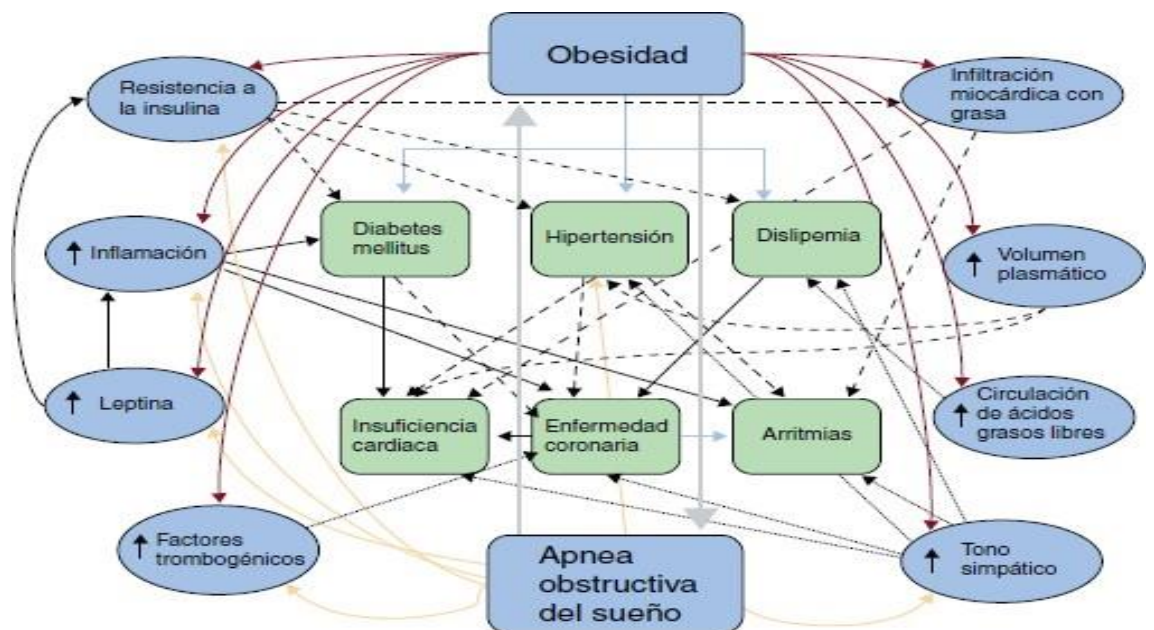 Obesidad
Resistencia a
la insulina
Infiltración
miocárdica con
grasa
Diabetes
mellitus
Hipertensión
Dislipemia
↑ Inflamación
↑ Volumen
plasmático
↑ Leptina
Insuficiencia
cardiaca
Enfermedad
coronaria
Arritmias
↑ Circulación
de ácidos
grasos libres
↑ Factores
trombogénicos
Apnea
obstructiva
del sueño
↑ Tono
simpático